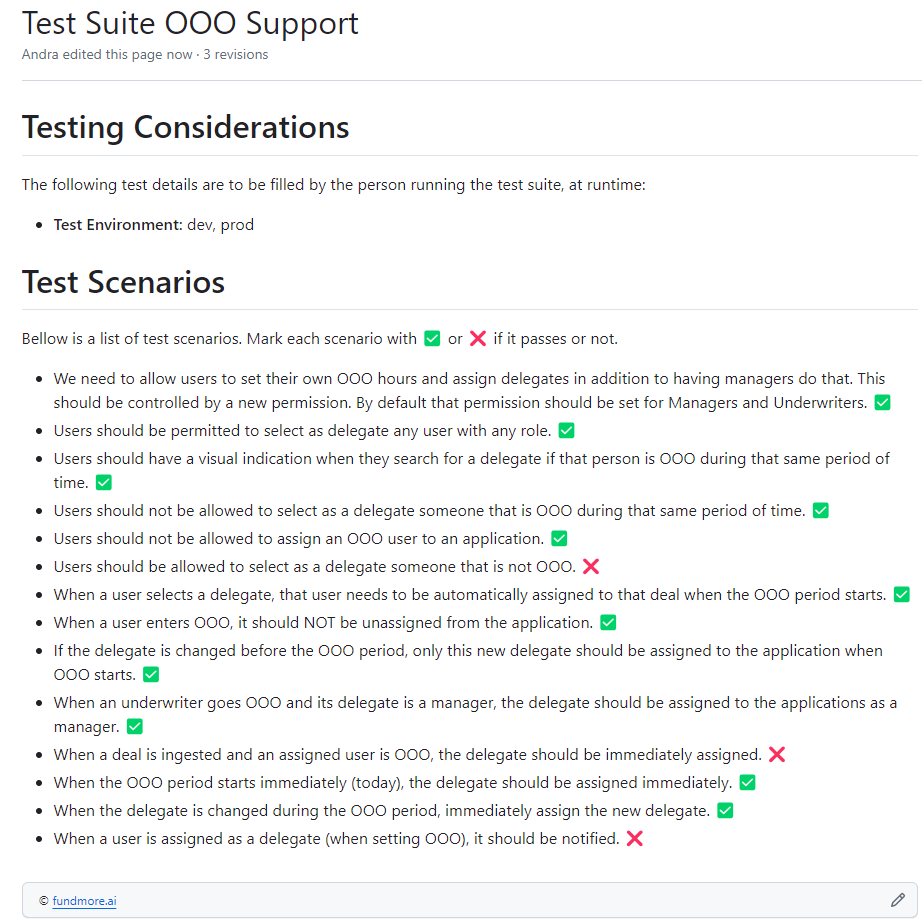 Test Suite OOO Support
Andra edited this page now · 3 revisions
Testing Considerations
The following test details are to be filled by the person running the test suite, at runtime:
• Test Environment: dev, prod
Test Scenarios
Bellow is a list of test scenarios. Mark each scenario with ✅ or ❌ if it passes or not.
• We need to allow users to set their own OOO hours and assign delegates in addition to having managers do that. This
should be controlled by a new permission. By default that permission should be set for Managers and Underwriters. ✅
• Users should be permitted to select as delegate any user with any role. ✅
• Users should have a visual indication when they search for a delegate if that person is OOO during that same period of
time. ✅
• Users should not be allowed to select as a delegate someone that is OOO during that same period of time. ✅
• Users should not be allowed to assign an OOO user to an application. ✅
• Users should be allowed to select as a delegate someone that is not OOO. ❌
• When a user selects a delegate, that user needs to be automatically assigned to that deal when the OOO period starts. ✅
• When a user enters OOO, it should NOT be unassigned from the application. ✅
• If the delegate is changed before the OOO period, only this new delegate should be assigned to the application when
OOO starts. ✅
• When an underwriter goes OOO and its delegate is a manager, the delegate should be assigned to the applications as a
manager. ✅
• When a deal is ingested and an assigned user is OOO, the delegate should be immediately assigned. ❌
• When the OOO period starts immediately (today), the delegate should be assigned immediately. ✅
• When the delegate is changed during the OOO period, immediately assign the new delegate. ✅
• When a user is assigned as a delegate (when setting OOO), it should be notified. ❌
© fundmore.ai